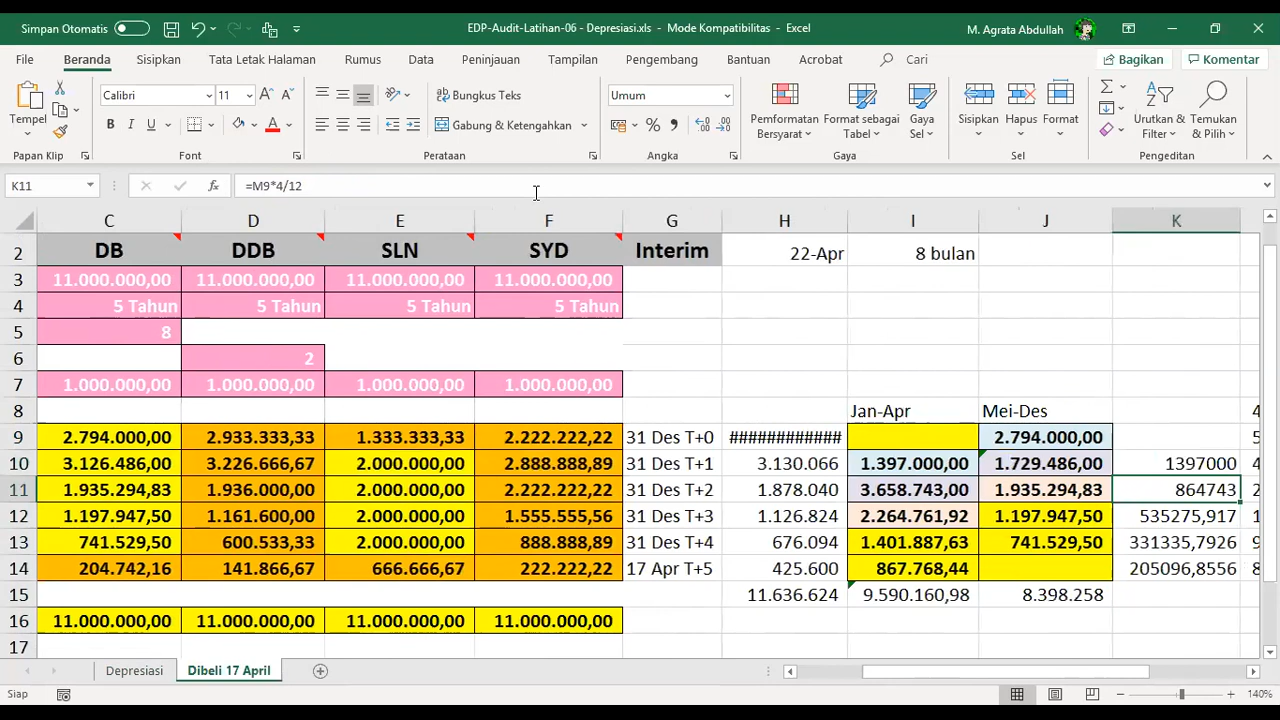 Simpan Otomatis
EDP-Audit-Latihan-06 - Depresiasi.xls - Mode Kompatibilitas - Excel
M. Agrata Abdullah
File Beranda Sisipkan Tata Letak Halaman Rumus Data Peninjauan Tampilan Pengembang Bantuan Acrobat Cari Bagikan Komentar
Tempel
Calibri 11
B I U
Bungkus Teks
Gabung & Ketengahkan
Umum
Penformatan Bersyarat
Format sebagai Tabel
Gaya Sel
Sisipkan Hapus Format
Urutkan & Filter
Temukan & Pilih
Papan Klip Font Perataan Angka Gaya Sel Pengeditan
K11 fx =M9*4/12
C D E F G H I J K
2 DB DDB SLN SYD Interim 22-Apr 8 bulan
3 11.000.000,00 11.000.000,00 11.000.000,00 11.000.000,00
4 5 Tahun 5 Tahun 5 Tahun 5 Tahun
5 8
6 2
7 1.000.000,00 1.000.000,00 1.000.000,00 1.000.000,00
8 Jan-Apr Mei-Des 4
9 2.794.000,00 2.933.333,33 1.333.333,33 2.222.222,22 31 Des T+0 ############ 2.794.000,00 5
10 3.126.486,00 3.226.666,67 2.000.000,00 2.888.888,89 31 Des T+1 3.130.066 1.397.000,00 1.729.486,00 1397000 4
11 1.935.294,83 1.936.000,00 2.000.000,00 2.222.222,22 31 Des T+2 1.878.040 3.658.743,00 1.935.294,83 864743 2
12 1.197.947,50 1.161.600,00 2.000.000,00 1.555.555,56 31 Des T+3 1.126.824 2.264.761,92 1.197.947,50 535275,917 1
13 741.529,50 600.533,33 2.000.000,00 888.888,89 31 Des T+4 676.094 1.401.887,63 741.529,50 331335,7926 9
14 204.742,16 141.866,67 666.666,67 222.222,22 17 Apr T+5 425.600 867.768,44 205096,8556 8
15 11.636.624 9.590.160,98 8.398.258
16 11.000.000,00 11.000.000,00 11.000.000,00 11.000.000,00
17
Depresiasi Dibeli 17 April
Siap 140%